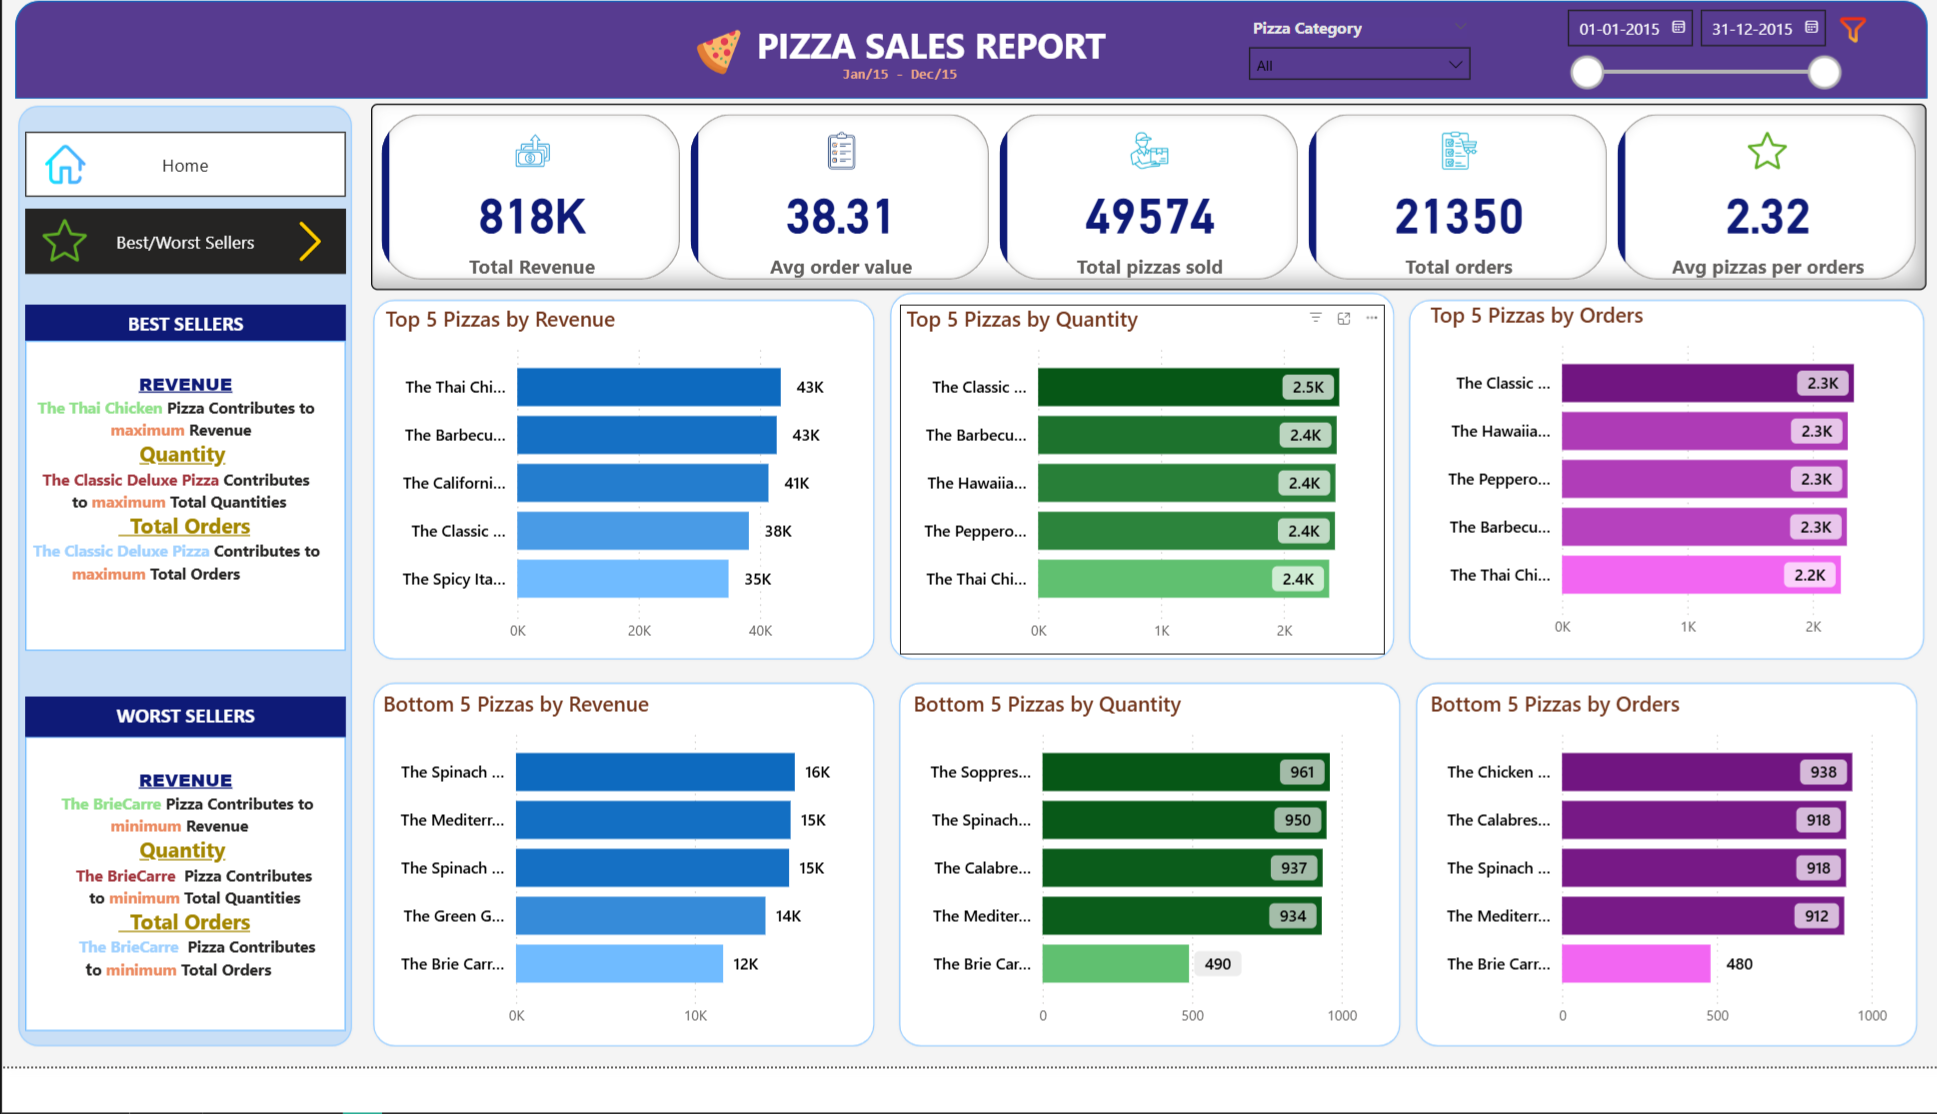 PIZZA SALES REPORT
Jan/15 - Dec/15
Pizza Category
All
01-01-2015
31-12-2015
Home
Best/Worst Sellers
818K
Total Revenue
38.31
Avg order value
49574
Total pizzas sold
21350
Total orders
2.32
Avg pizzas per orders
BEST SELLERS
REVENUE
The Thai Chicken Pizza Contributes to
maximum Revenue
Quantity
The Classic Deluxe Pizza Contributes
to maximum Total Quantities
Total Orders
The Classic Deluxe Pizza Contributes to
maximum Total Orders
WORST SELLERS
REVENUE
The BrieCarre Pizza Contributes to
minimum Revenue
Quantity
The BrieCarre Pizza Contributes
to minimum Total Quantities
Total Orders
The BrieCarre Pizza Contributes
to minimum Total Orders
Top 5 Pizzas by Revenue
The Thai Chi... 43K
The Barbecu... 43K
The Californi... 41K
The Classic ... 38K
The Spicy Ita... 35K
0K 20K 40K
Top 5 Pizzas by Quantity
The Classic ... 2.5K
The Barbecu... 2.4K
The Hawaiia... 2.4K
The Peppero... 2.4K
The Thai Chi... 2.4K
0K 1K 2K
Top 5 Pizzas by Orders
The Classic ... 2.3K
The Hawaiia... 2.3K
The Peppero... 2.3K
The Barbecu... 2.3K
The Thai Chi... 2.2K
0K 1K 2K
Bottom 5 Pizzas by Revenue
The Spinach ... 16K
The Mediterr... 15K
The Spinach ... 15K
The Green G... 14K
The Brie Carr... 12K
0K 10K
Bottom 5 Pizzas by Quantity
The Soppres... 961
The Spinach... 950
The Calabre... 937
The Mediter... 934
The Brie Car... 490
0 500 1000
Bottom 5 Pizzas by Orders
The Chicken ... 938
The Calabres... 918
The Spinach ... 918
The Mediterr... 912
The Brie Carr... 480
0 500 1000